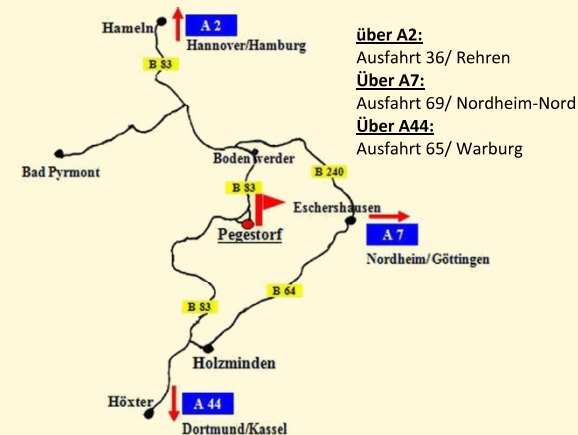 Hameln
A 2
Hannover/Hamburg
B 83
über A2:
Ausfahrt 36/ Rehren
Über A7:
Ausfahrt 69/ Nordheim-Nord
Über A44:
Ausfahrt 65/ Warburg
Bad Pyrmont
Bodenwerder
B 240
B 83
Eschershausen
Pegestorf
A 7
Nordheim/Göttingen
B 64
B 83
Holzminden
Höxter
A 44
Dortmund/Kassel